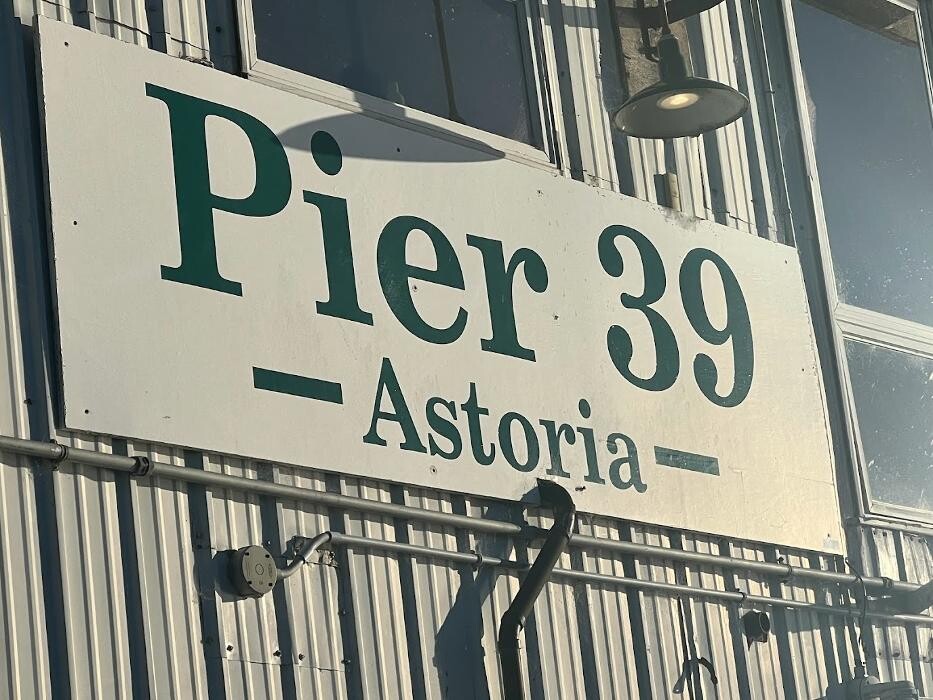 Pier 39
- Astoria -